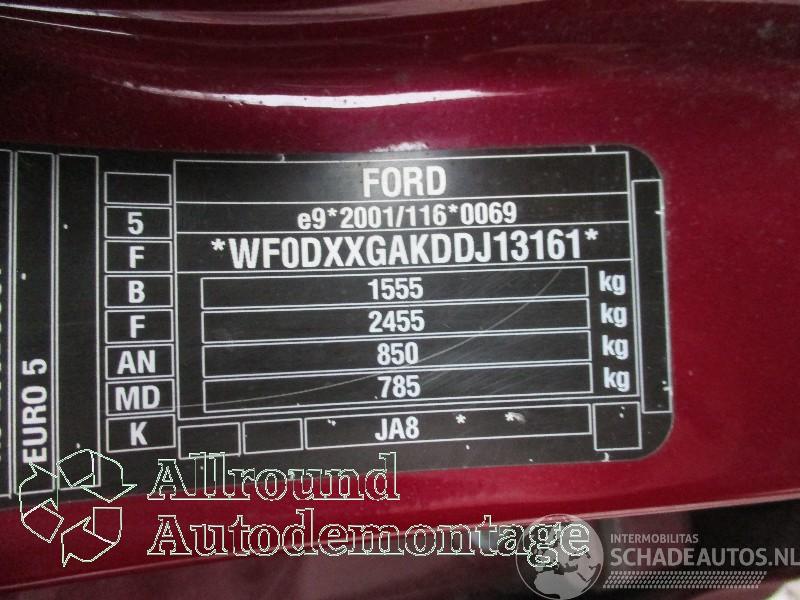 FORD
5 e9*2001/116*0069
F *WF0DXXGAKDDJ13161*
B 1555 kg
F 2455 kg
AN 850 kg
MD 785 kg
K JA8 * *
EURO 5
Allround
Autodemontage
INTERMOBILITAS
SCHADEAUTOS.NL